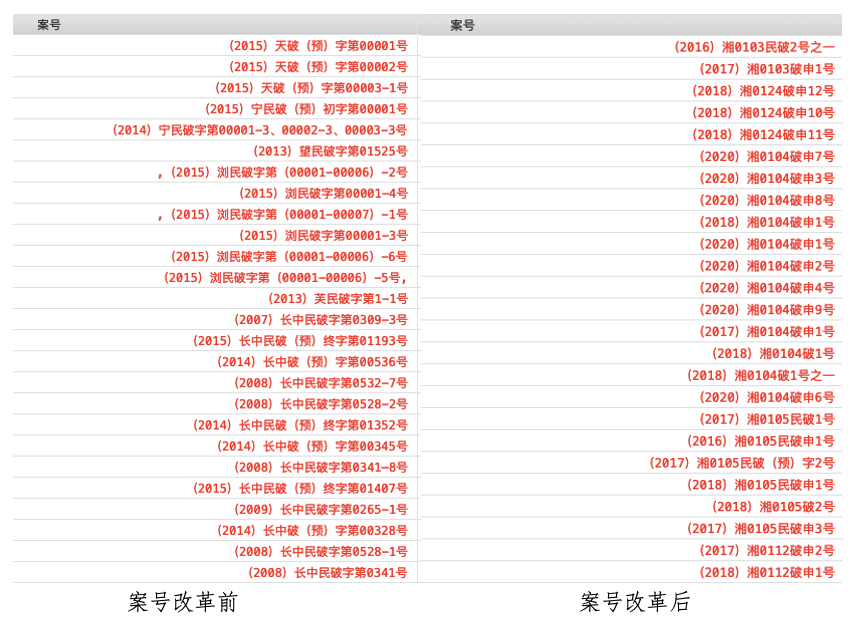 案号
（2015）天破（预）字第00001号
（2015）天破（预）字第00002号
（2015）天破（预）字第00003-1号
（2015）宁民破（预）初字第00001号
（2014）宁民破字第00001-3、00002-3、00003-3号
（2013）望民破字第01525号
，（2015）浏民破字第（00001-00006）-2号
（2015）浏民破字第00001-4号
，（2015）浏民破字第（00001-00007）-1号
（2015）浏民破字第00001-3号
（2015）浏民破字第（00001-00006）-6号
（2015）浏民破字第（00001-00006）-5号，
（2013）芙民破字第1-1号
（2007）长中民破字第0309-3号
（2015）长中民破（预）终字第01193号
（2014）长中破（预）字第00536号
（2008）长中民破字第0532-7号
（2008）长中民破字第0528-2号
（2014）长中民破（预）终字第01352号
（2014）长中破（预）字第00345号
（2008）长中民破字第0341-8号
（2015）长中民破（预）终字第01407号
（2009）长中民破字第0265-1号
（2014）长中破（预）字第00328号
（2008）长中民破字第0528-1号
（2008）长中民破字第0341号
案号改革前
案号
（2016）湘0103民破2号之一
（2017）湘0103破申1号
（2018）湘0124破申12号
（2018）湘0124破申10号
（2018）湘0124破申11号
（2020）湘0104破申7号
（2020）湘0104破申3号
（2020）湘0104破申8号
（2018）湘0104破申1号
（2020）湘0104破申1号
（2020）湘0104破申2号
（2020）湘0104破申4号
（2020）湘0104破申9号
（2017）湘0104破申1号
（2018）湘0104破1号
（2018）湘0104破1号之一
（2020）湘0104破申6号
（2017）湘0105民破1号
（2016）湘0105民破申1号
（2017）湘0105民破（预）字2号
（2018）湘0105民破申1号
（2018）湘0105破2号
（2017）湘0105民破申3号
（2017）湘0112破申2号
（2018）湘0112破申1号
案号改革后